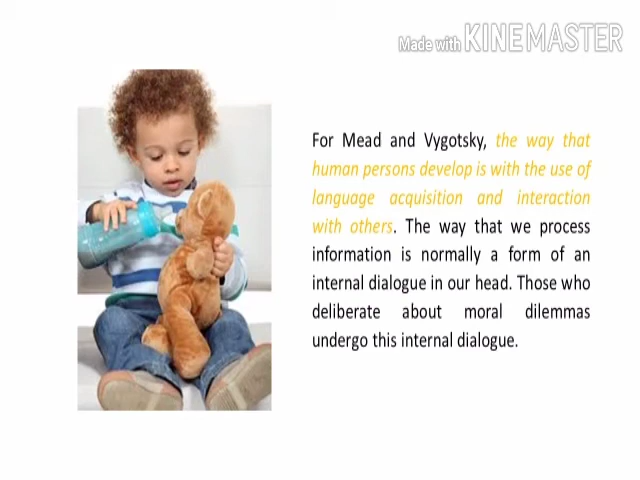 Made with KINEMASTER
For Mead and Vygotsky, the way that
human persons develop is with the use of
language acquisition and interaction
with others. The way that we process
information is normally a form of an
internal dialogue in our head. Those who
deliberate about moral dilemmas
undergo this internal dialogue.